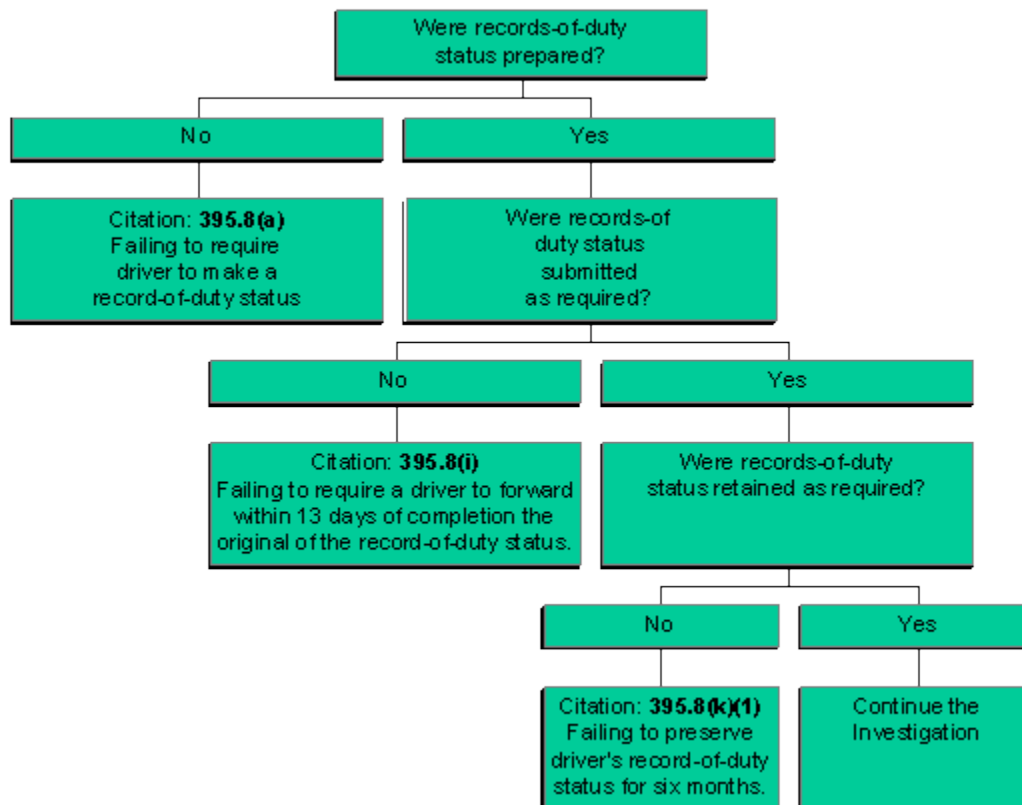 Were records-of-duty
status prepared?
No
Yes
Citation: 395.8(a)
Failing to require
driver to make a
record-of-duty status
Were records-of
duty status
submitted
as required?
No
Yes
Citation: 395.8(i)
Failing to require a driver to forward
within 13 days of completion the
original of the record-of-duty status.
Were records-of-duty
status retained as required?
No
Yes
Citation: 395.8(k)(1)
Failing to preserve
driver's record-of-duty
status for six months.
Continue the
Investigation